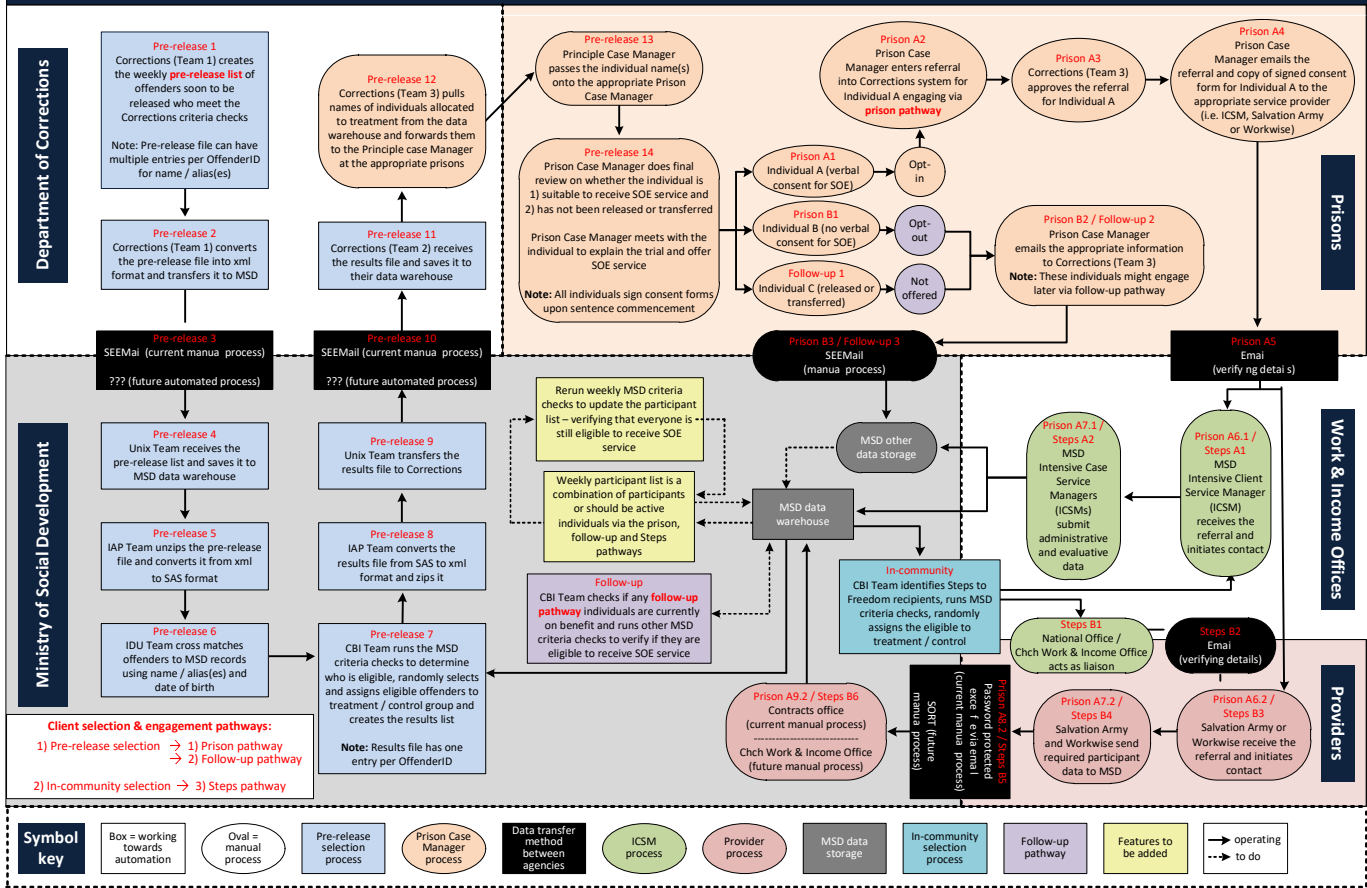 Department of Corrections
Pre-release 1
Corrections (Team 1) creates
the weekly pre-release list of
offenders soon to be
released who meet the
Corrections criteria checks
Note: Pre-release file can have
multiple entries per OffenderID
for name / alias(es)
Pre-release 2
Corrections (Team 1) converts
the pre-release file into xml
format and transfers it to MSD
Pre-release 3
SEEMai (current manua process)
??? (future automated process)
Pre-release 12
Corrections (Team 3) pulls
names of individuals allocated
to treatment from the data
warehouse and forwards them
to the Principle case Manager
at the appropriate prisons
Pre-release 11
Corrections (Team 2) receives
the results file and saves it to
their data warehouse
Pre-release 10
SEEMail (current manua process)
??? (future automated process)
Pre-release 13
Principle Case Manager
passes the individual name(s)
onto the appropriate Prison
Case Manager
Pre-release 14
Prison Case Manager does final
review on whether the individual is
1) suitable to receive SOE service and
2) has not been released or transferred
Prison Case Manager meets with the
individual to explain the trial and offer
SOE service
Note: All individuals sign consent forms
upon sentence commencement
Prison A1
Individual A (verbal
consent for SOE)
Opt-
in
Prison B1
Individual B (no verbal
consent for SOE)
Opt-
out
Follow-up 1
Individual C (released or
transferred)
Not
offered
Prison A2
Prison Case
Manager enters referral
into Corrections system for
Individual A engaging via
prison pathway
Prison A3
Corrections (Team 3)
approves the referral
for Individual A
Prison A4
Prison Case
Manager emails the
referral and copy of signed consent
form for Individual A to the
appropriate service provider
(i.e. ICSM, Salvation Army
or Workwise)
Prison B2 / Follow-up 2
Prison Case Manager
emails the appropriate information
to Corrections (Team 3)
Note: These individuals might engage
later via follow-up pathway
Prisons
Prison B3 / Follow-up 3
SEEMail
(manua process)
Prison A5
Emai
(verify ng detai s)
Ministry of Social Development
Pre-release 4
Unix Team receives the
pre-release list and saves it to
MSD data warehouse
Pre-release 5
IAP Team unzips the pre-release
file and converts it from xml
to SAS format
Pre-release 6
IDU Team cross matches
offenders to MSD records
using name / alias(es) and
date of birth
Pre-release 9
Unix Team transfers the
results file to Corrections
Pre-release 8
IAP Team converts the
results file from SAS to xml
format and zips it
Pre-release 7
CBI Team runs the MSD
criteria checks to determine
who is eligible, randomly selects
and assigns eligible offenders to
treatment / control group and
creates the results list
Note: Results file has one
entry per OffenderID
Rerun weekly MSD criteria
checks to update the participant
list – verifying that everyone is
still eligible to receive SOE
service
Weekly participant list is a
combination of participants
or should be active
individuals via the prison,
follow-up and Steps
pathways
Follow-up
CBI Team checks if any follow-up
pathway individuals are currently
on benefit and runs other MSD
criteria checks to verify if they are
eligible to receive SOE service
MSD other
data storage
MSD data
warehouse
In-community
CBI Team identifies Steps to
Freedom recipients, runs MSD
criteria checks, randomly
assigns the eligible to
treatment / control
Prison A7.1
/ Steps A2
MSD
Intensive Case
Service
Managers
(ICSMs)
submit
administrative
and evaluative
data
Prison A6.1 /
Steps A1
MSD
Intensive Client
Service Manager
(ICSM)
receives the
referral and
initiates contact
Work & Income Offices
Steps B1
National Office /
Chch Work & Income Office
acts as liaison
Steps B2
Emai
(verifying details)
Prison A9.2 / Steps B6
Contracts office
(current manual process)
------------------------------
Chch Work & Income Office
(future manual process)
Prison A8.2 / Steps B5
Password protected
exce f e via emai
(current manua process)
SORT (future
manua process)
Prison A7.2 /
Steps B4
Salvation Army
and Workwise send
required participant
data to MSD
Prison A6.2 /
Steps B3
Salvation Army or
Workwise receive the
referral and initiates
contact
Providers
Client selection & engagement pathways:
1) Pre-release selection → 1) Prison pathway
→ 2) Follow-up pathway
2) In-community selection → 3) Steps pathway
Symbol
key
Box = working
towards
automation
Oval =
manual
process
Pre-release
selection
process
Prison Case
Manager
process
Data transfer
method
between
agencies
ICSM
process
Provider
process
MSD data
storage
In-community
selection
process
Follow-up
pathway
Features to
be added
operating
to do